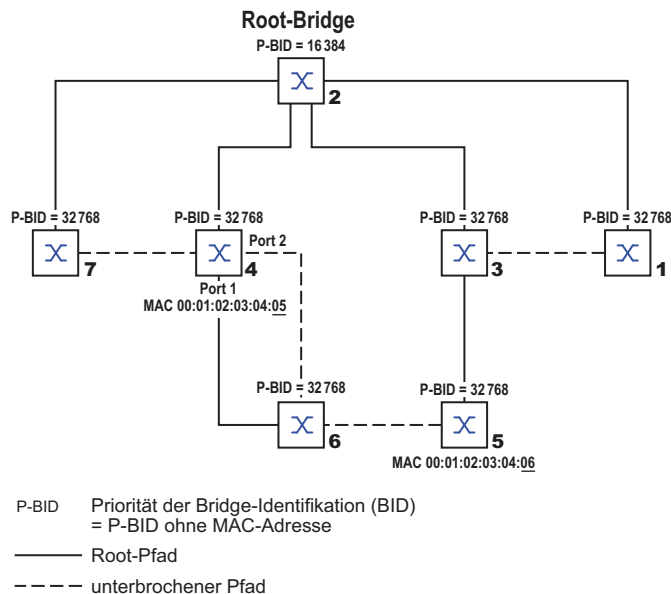 Root-Bridge
P-BID = 16 384
2
P-BID = 32 768
P-BID = 32 768
P-BID = 32 768
P-BID = 32 768
Port 2
7
4
3
1
Port 1
MAC 00:01:02:03:04:05
P-BID = 32 768
P-BID = 32 768
6
5
MAC 00:01:02:03:04:06
P-BID Priorität der Bridge-Identifikation (BID)
= P-BID ohne MAC-Adresse
Root-Pfad
unterbrochener Pfad